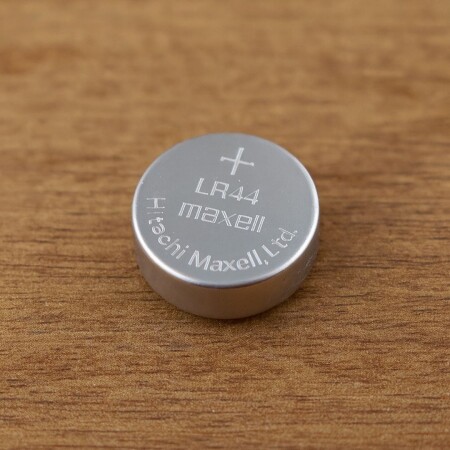 +
LR44
maxell
Hitachi Maxell, Ltd.